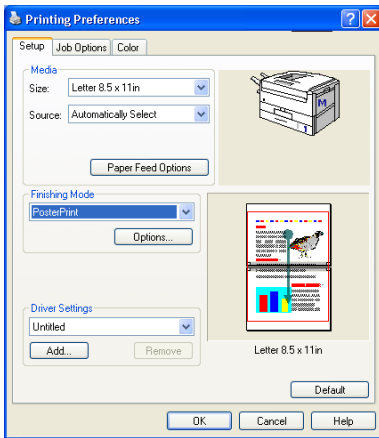 Printing Preferences
Setup
Job Options
Color
Media
Size:
Letter 8.5 x 11in
Source:
Automatically Select
M
1
Paper Feed Options
Finishing Mode
PosterPrint
Options...
Driver Settings
Untitled
Add...
Remove
Letter 8.5 x 11in
Default
OK
Cancel
Help